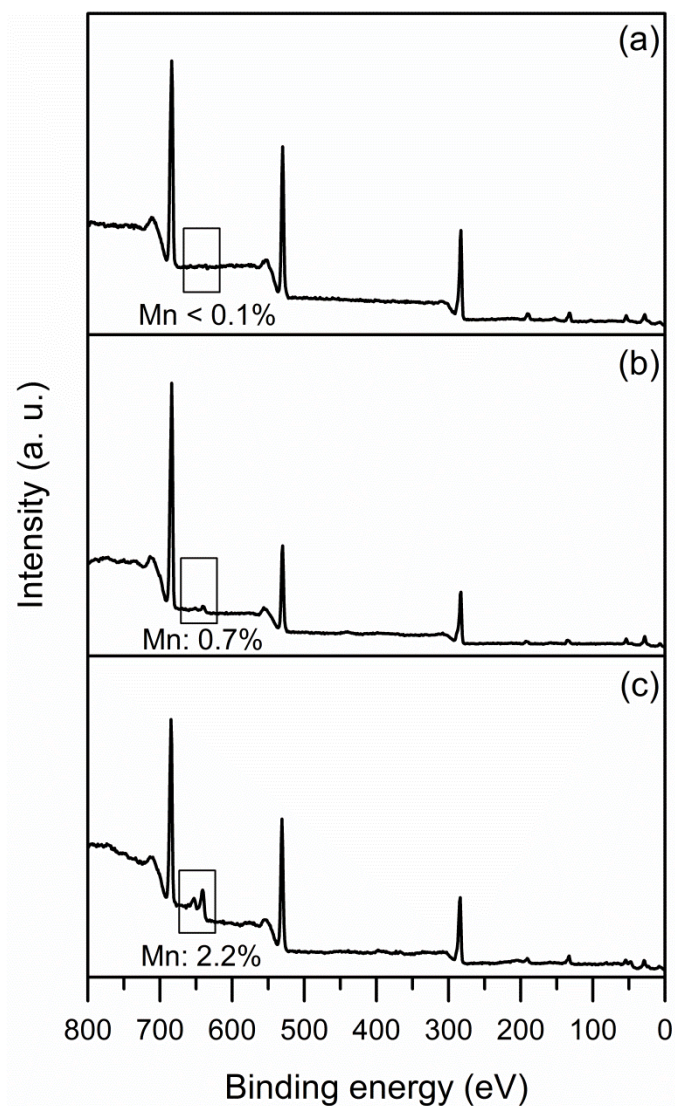 (a)
Mn < 0.1%
(b)
Mn: 0.7%
(c)
Mn: 2.2%
Intensity (a. u.)
800 700 600 500 400 300 200 100 0
Binding energy (eV)